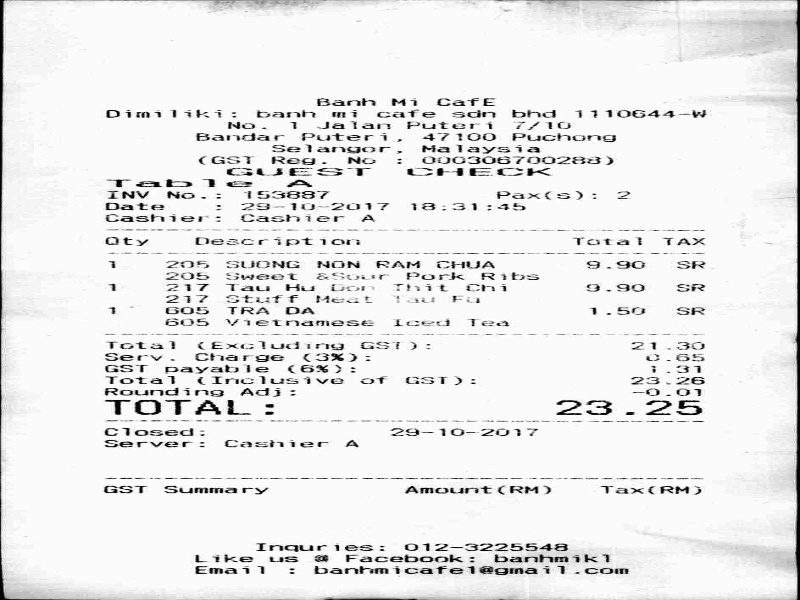 Banh Mi CafE
Dimiliki: banh mi cafe sdn bhd 1110644-W
No. 1 Jalan Puteri 7/10
Bandar Puteri, 47100 Puchong
Selangor, Malaysia
(GST Reg. No : 000306700288)
GUEST CHECK
Table A
INV No.: 153887 Pax(s): 2
Date : 29-10-2017 18:31:45
Cashier: Cashier A
Qty Description Total TAX
1 205 SUONG NON RAM CHUA 9.90 SR
205 Sweet &Sour Pork Ribs
1 217 Tau Hu Don Thit Chi 9.90 SR
217 Stuff Meat Tau Fu
1 605 TRA DA 1.50 SR
605 Vietnamese Iced Tea
Total (Excluding GST): 21.30
Serv. Charge (3%): 0.65
GST payable (6%): 1.31
Total (Inclusive of GST): 23.26
Rounding Adj: -0.01
TOTAL: 23.25
Closed: 29-10-2017
Server: Cashier A
GST Summary Amount(RM) Tax(RM)
Inquries: 012-3225548
Like us @ Facebook: banhmikl
Email : banhmicafe1@gmail.com